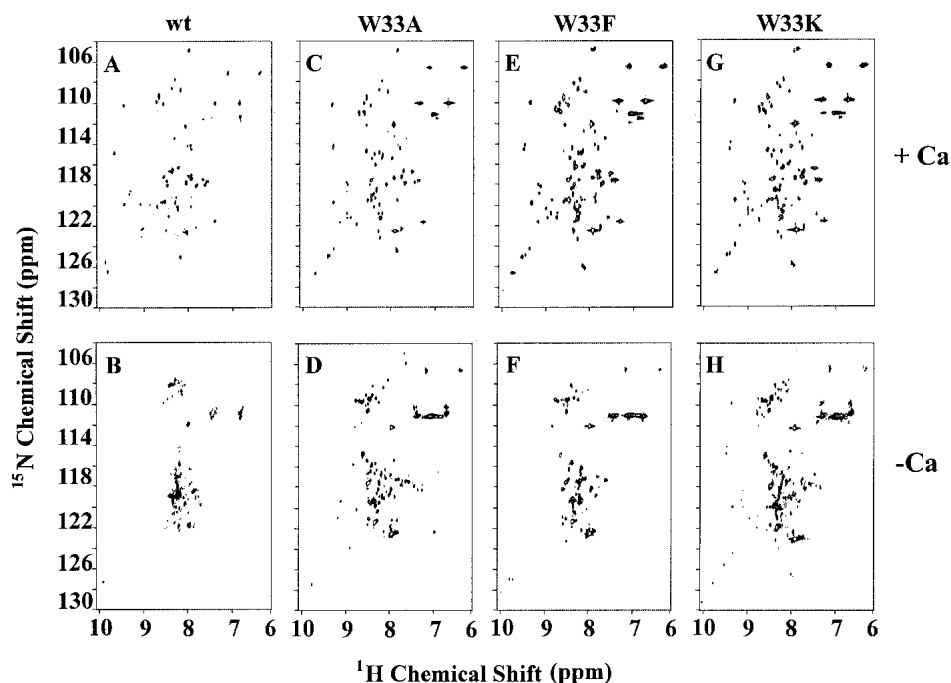 wt W33A W33F W33K
A C E G
106
110
114
118
122
126
130
+ Ca
B D F H
106
110
114
118
122
126
130
-Ca
15N Chemical Shift (ppm)
10 9 8 7 6 10 9 8 7 6 10 9 8 7 6 10 9 8 7 6
1H Chemical Shift (ppm)